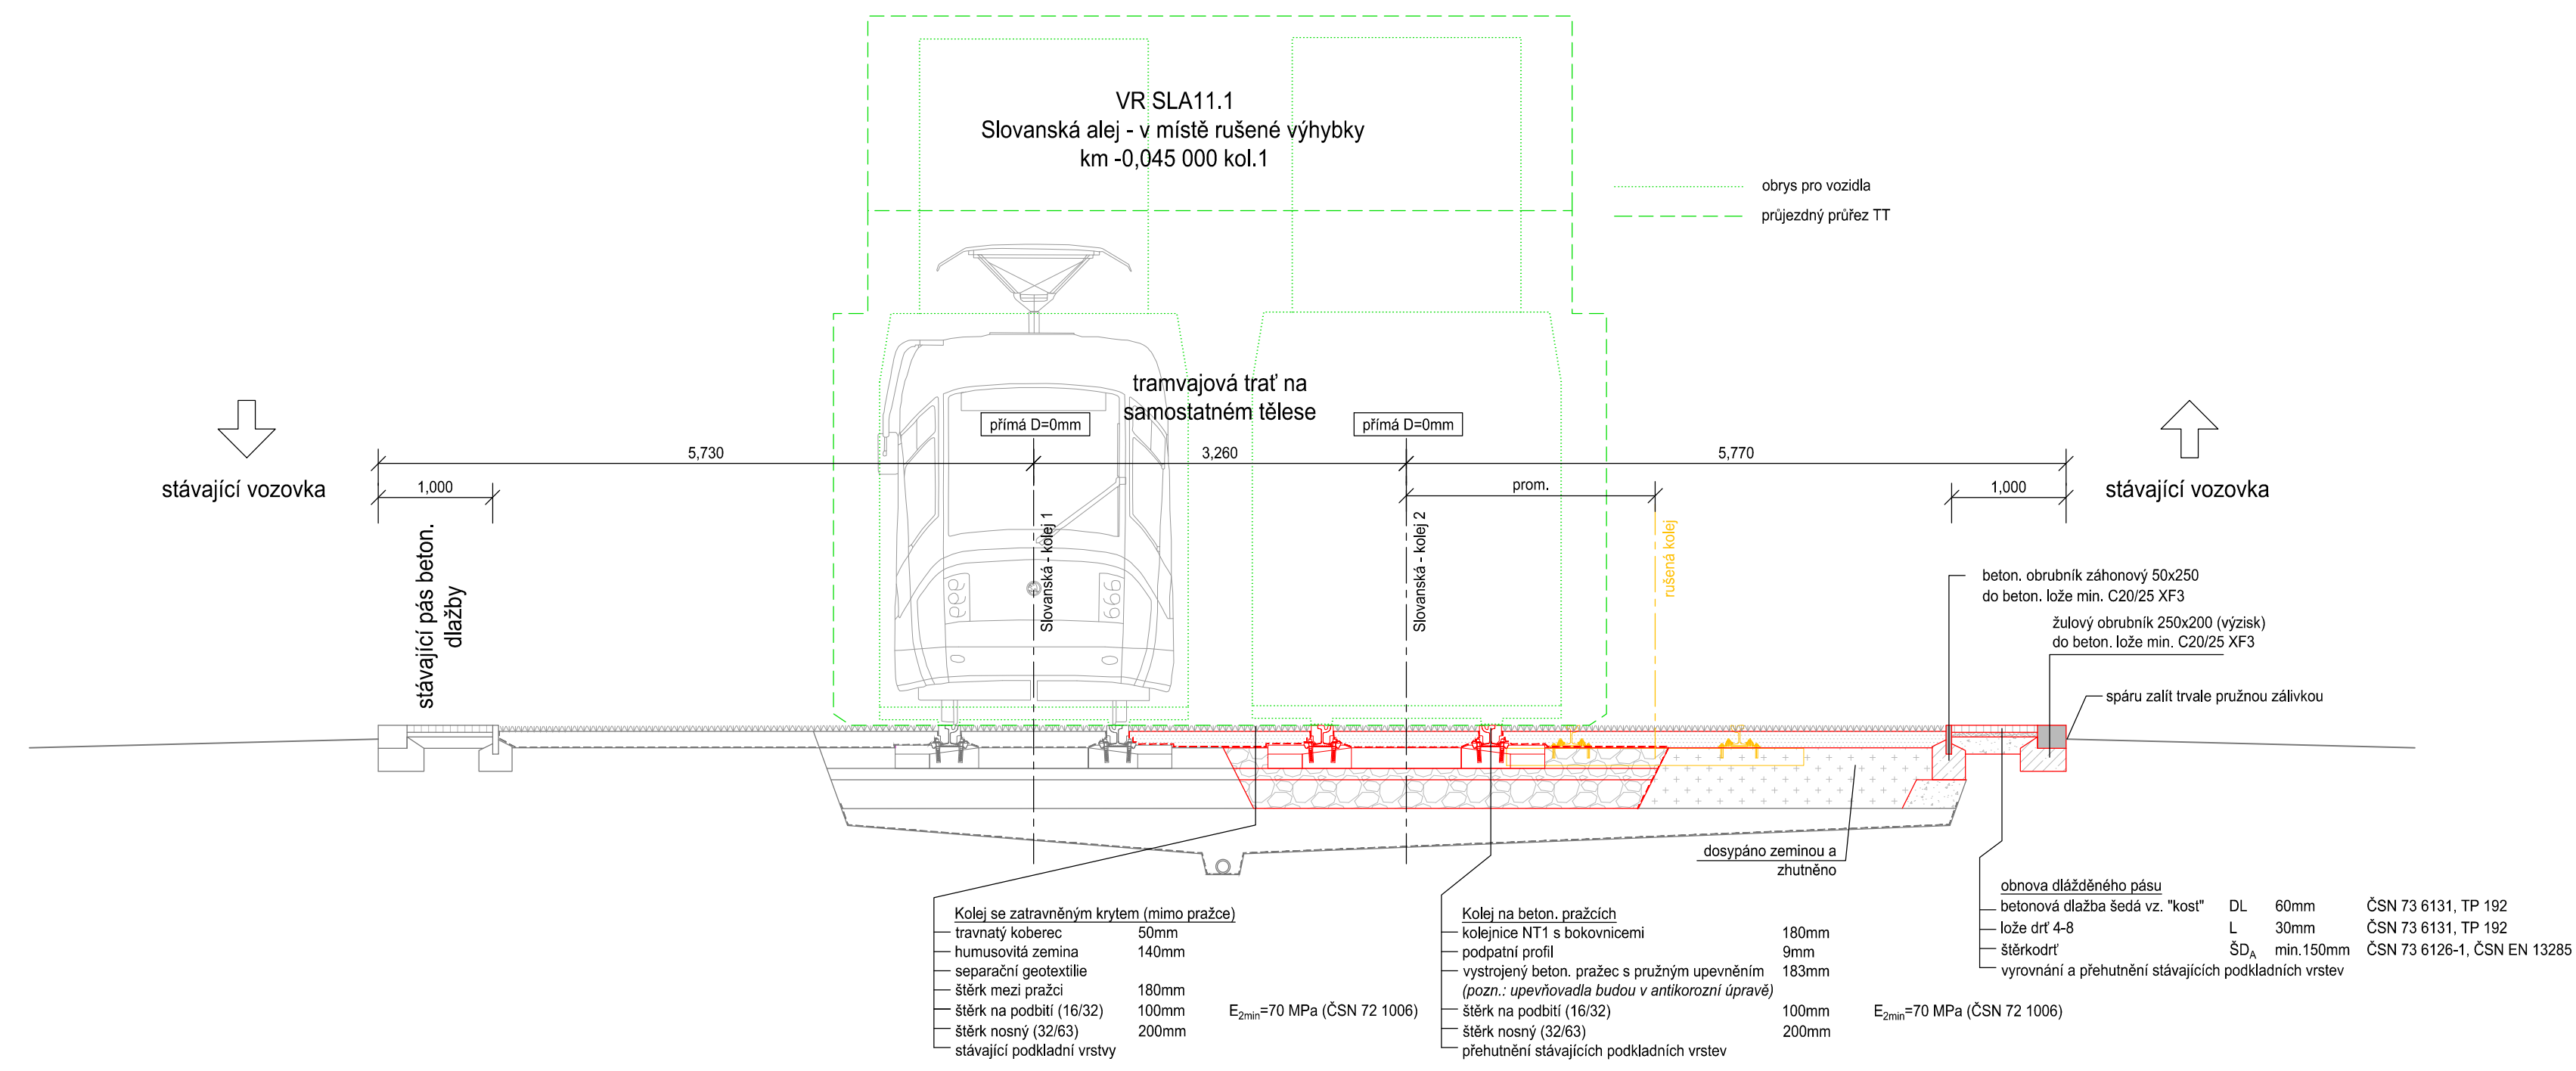 VR SLA11.1
Slovanská alej - v místě rušené výhybky
km -0,045 000 kol.1
obrys pro vozidla
průjezdný průřez TT
tramvajová trať na
samostatném tělese
přímá D=0mm
přímá D=0mm
5,730
3,260
5,770
1,000
prom.
1,000
stávající vozovka
stávající vozovka
stávající pás beton.
dlažby
Slovanská - kolej 1
Slovanská - kolej 2
rušená kolej
beton. obrubník záhonový 50x250
do beton. lože min. C20/25 XF3
žulový obrubník 250x200 (výzisk)
do beton. lože min. C20/25 XF3
spáru zalít trvale pružnou zálivkou
dosypáno zeminou a
zhutněno
Kolej se zatravněným krytem (mimo pražce)
travnatý koberec 50mm
humusovitá zemina 140mm
separační geotextilie
štěrk mezi pražci 180mm
štěrk na podbití (16/32) 100mm E2min=70 MPa (ČSN 72 1006)
štěrk nosný (32/63) 200mm
stávající podkladní vrstvy
Kolej na beton. pražcích
kolejnice NT1 s bokovnicemi 180mm
podpatní profil 9mm
vystrojený beton. pražec s pružným upevněním 183mm
(pozn.: upevňovadla budou v antikorozní úpravě)
štěrk na podbití (16/32) 100mm E2min=70 MPa (ČSN 72 1006)
štěrk nosný (32/63) 200mm
přehutnění stávajících podkladních vrstev
obnova dlážděného pásu
betonová dlažba šedá vz. "kost" DL 60mm ČSN 73 6131, TP 192
lože drť 4-8 L 30mm ČSN 73 6131, TP 192
štěrkodrť ŠDA min.150mm ČSN 73 6126-1, ČSN EN 13285
vyrovnání a přehutnění stávajících podkladních vrstev